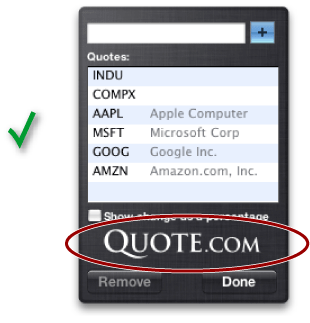 +
Quotes:
INDU
COMPX
AAPL Apple Computer
MSFT Microsoft Corp
GOOG Google Inc.
AMZN Amazon.com, Inc.
Show change as a percentage
QUOTE.COM
Remove Done